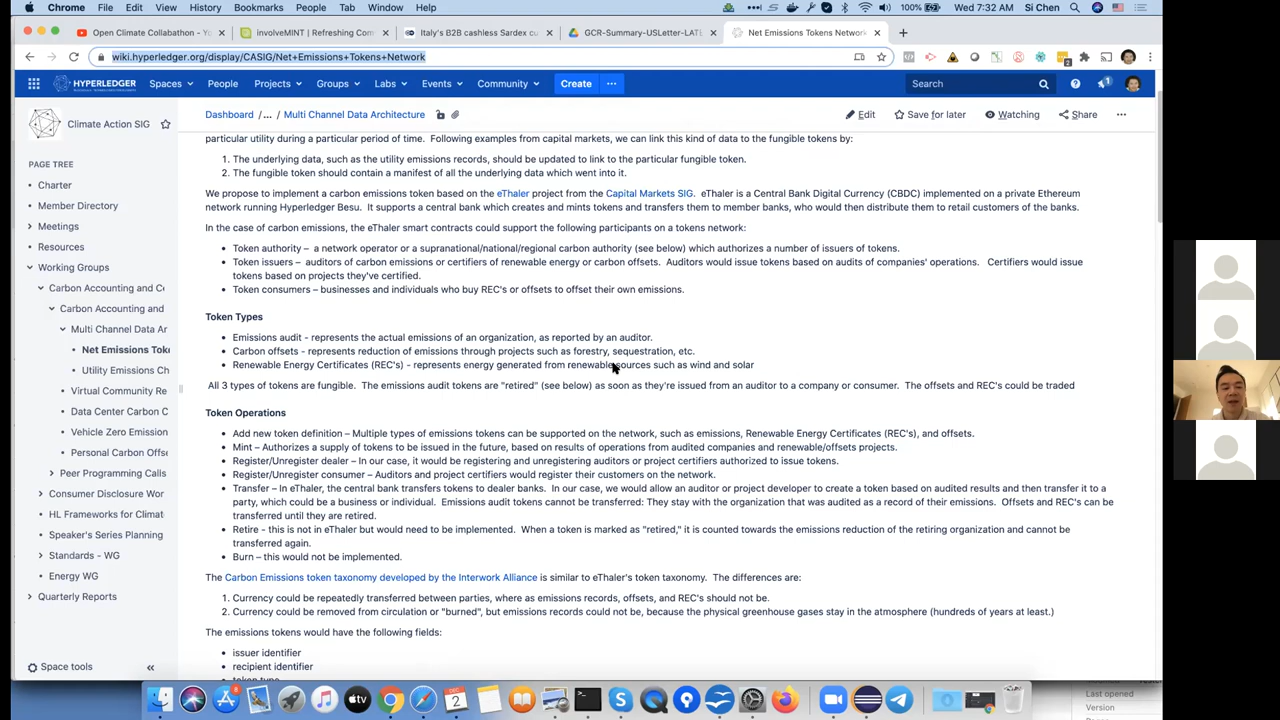 Chrome File Edit View History Bookmarks People Tab Window Help 100% Wed 7:32 AM Si Chen
Open Climate Collabathon - Yo
involveMINT | Refreshing Com
Italy's B2B cashless Sardex cu
GCR-Summary-USLetter-LATE
Net Emissions Tokens Network
wiki.hyperledger.org/display/CASIG/Net+Emissions+Tokens+Network
HYPERLEDGER Spaces People Projects Groups Labs Events Community Create ••• Search 1
Climate Action SIG
PAGE TREE
Charter
Member Directory
Meetings
Resources
Working Groups
Carbon Accounting and Ce
Carbon Accounting and
Multi Channel Data Ar
Net Emissions Toke
Utility Emissions Ch
Virtual Community Re
Data Center Carbon C
Vehicle Zero Emission
Personal Carbon Offs
Peer Programming Calls
Consumer Disclosure Wor
HL Frameworks for Climat
Speaker's Series Planning
Standards - WG
Energy WG
Quarterly Reports
Space tools «
Dashboard /... / Multi Channel Data Architecture
Edit Save for later Watching Share •••
particular utility during a particular period of time. Following examples from capital markets, we can link this kind of data to the fungible tokens by:
1. The underlying data, such as the utility emissions records, should be updated to link to the particular fungible token.
2. The fungible token should contain a manifest of all the underlying data which went into it.
We propose to implement a carbon emissions token based on the eThaler project from the Capital Markets SIG. eThaler is a Central Bank Digital Currency (CBDC) implemented on a private Ethereum
network running Hyperledger Besu. It supports a central bank which creates and mints tokens and transfers them to member banks, who would then distribute them to retail customers of the banks.
In the case of carbon emissions, the eThaler smart contracts could support the following participants on a tokens network:
• Token authority – a network operator or a supranational/national/regional carbon authority (see below) which authorizes a number of issuers of tokens.
• Token issuers – auditors of carbon emissions or certifiers of renewable energy or carbon offsets. Auditors would issue tokens based on audits of companies' operations. Certifiers would issue
tokens based on projects they've certified.
• Token consumers – businesses and individuals who buy REC's or offsets to offset their own emissions.
Token Types
• Emissions audit - represents the actual emissions of an organization, as reported by an auditor.
• Carbon offsets - represents reduction of emissions through projects such as forestry, sequestration, etc.
• Renewable Energy Certificates (REC's) - represents energy generated from renewable sources such as wind and solar
All 3 types of tokens are fungible. The emissions audit tokens are "retired" (see below) as soon as they're issued from an auditor to a company or consumer. The offsets and REC's could be traded
Token Operations
• Add new token definition – Multiple types of emissions tokens can be supported on the network, such as emissions, Renewable Energy Certificates (REC's), and offsets.
• Mint – Authorizes a supply of tokens to be issued in the future, based on results of operations from audited companies and renewable/offsets projects.
• Register/Unregister dealer – In our case, it would be registering and unregistering auditors or project certifiers authorized to issue tokens.
• Register/Unregister consumer – Auditors and project certifiers would register their customers on the network.
• Transfer – In eThaler, the central bank transfers tokens to dealer banks. In our case, we would allow an auditor or project developer to create a token based on audited results and then transfer it to a
party, which could be a business or individual. Emissions audit tokens cannot be transferred: They stay with the organization that was audited as a record of their emissions. Offsets and REC's can be
transferred until they are retired.
• Retire - this is not in eThaler but would need to be implemented. When a token is marked as "retired," it is counted towards the emissions reduction of the retiring organization and cannot be
transferred again.
• Burn – this would not be implemented.
The Carbon Emissions token taxonomy developed by the Interwork Alliance is similar to eThaler's token taxonomy. The differences are:
1. Currency could be repeatedly transferred between parties, where as emissions records, offsets, and REC's should not be.
2. Currency could be removed from circulation or "burned", but emissions records could not be, because the physical greenhouse gases stay in the atmosphere (hundreds of years at least.)
The emissions tokens would have the following fields:
• issuer identifier
• recipient identifier
Last opened
Version